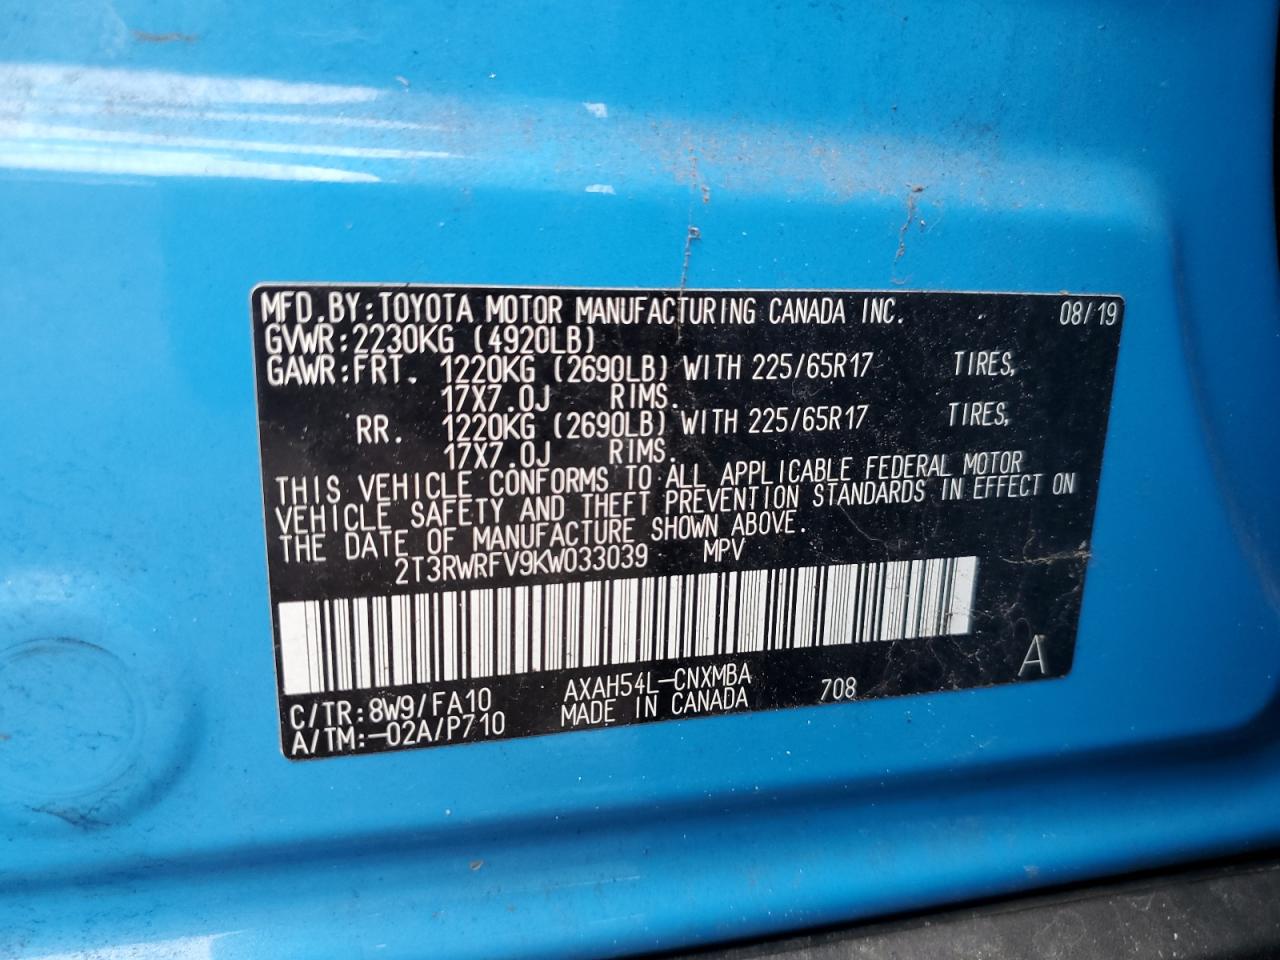 MFD.BY:TOYOTA MOTOR MANUFACTURING CANADA INC. 08/19
GVWR:2230KG (4920LB)
GAWR:FRT. 1220KG (2690LB) WITH 225/65R17 TIRES,
17X7.0J RIMS.
RR. 1220KG (2690LB) WITH 225/65R17 TIRES,
17X7.0J RIMS.
THIS VEHICLE CONFORMS TO ALL APPLICABLE FEDERAL MOTOR
VEHICLE SAFETY AND THEFT PREVENTION STANDARDS IN EFFECT ON
THE DATE OF MANUFACTURE SHOWN ABOVE.
2T3RWRFV9KW033039 MPV
A
C/TR:8W9/FA10 AXAH54L-CNXMBA 708
A/TM:-02A/P710 MADE IN CANADA